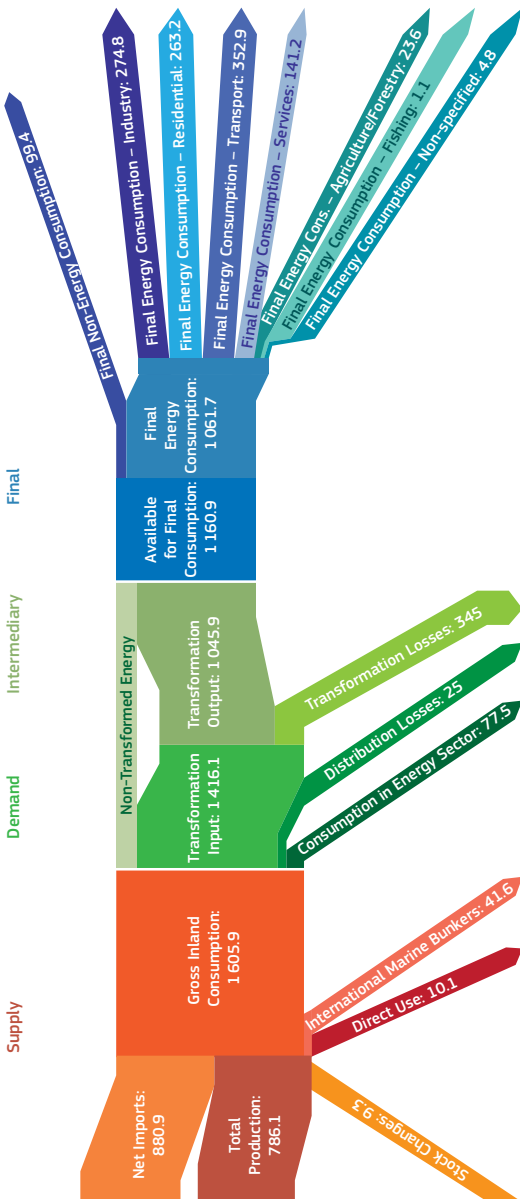 Supply
Demand
Intermediary
Final
Net Imports:
880.9
Total
Production:
786.1
Stock Changes: 9.3
Gross Inland
Consumption:
1 605.9
International Marine Bunkers: 41.6
Direct Use: 10.1
Non-Transformed Energy
Transformation
Input: 1 416.1
Transformation
Output: 1 045.9
Transformation Losses: 345
Distribution Losses: 25
Consumption in Energy Sector: 77.5
Available
for Final
Consumption:
1 160.9
Final
Energy
Consumption:
1 061.7
Final Non-Energy Consumption: 99.4
Final Energy Consumption – Industry: 274.8
Final Energy Consumption – Residential: 263.2
Final Energy Consumption – Transport: 352.9
Final Energy Consumption – Services: 141.2
Final Energy Cons. – Agriculture/Forestry: 23.6
Final Energy Consumption – Fishing: 1.1
Final Energy Consumption – Non-specified: 4.8